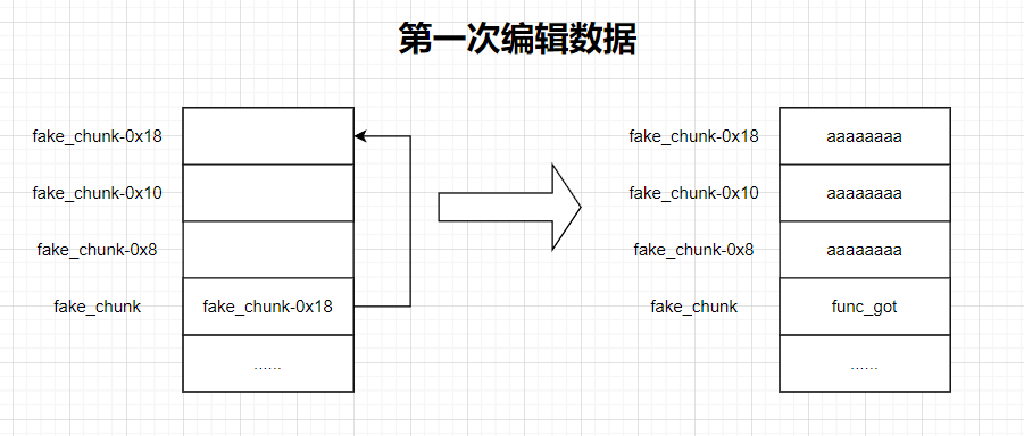 第一次编辑数据
fake_chunk-0x18
fake_chunk-0x10
fake_chunk-0x8
fake_chunk
fake_chunk-0x18
......
fake_chunk-0x18
aaaaaaaa
fake_chunk-0x10
aaaaaaaa
fake_chunk-0x8
aaaaaaaa
fake_chunk
func_got
......